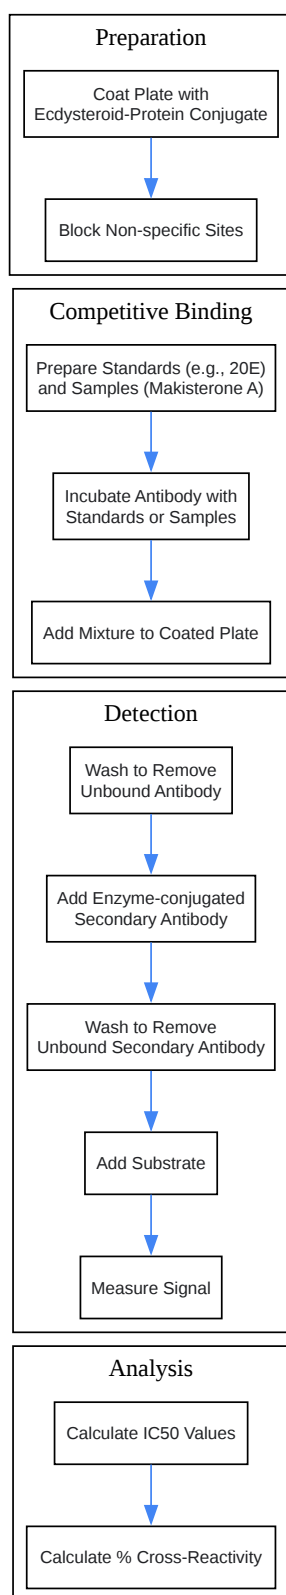 Preparation
Coat Plate with
Ecdysteroid-Protein Conjugate
Block Non-specific Sites
Competitive Binding
Prepare Standards (e.g., 20E)
and Samples (Makisterone A)
Incubate Antibody with
Standards or Samples
Add Mixture to Coated Plate
Detection
Wash to Remove
Unbound Antibody
Add Enzyme-conjugated
Secondary Antibody
Wash to Remove
Unbound Secondary Antibody
Add Substrate
Measure Signal
Analysis
Calculate IC50 Values
Calculate % Cross-Reactivity